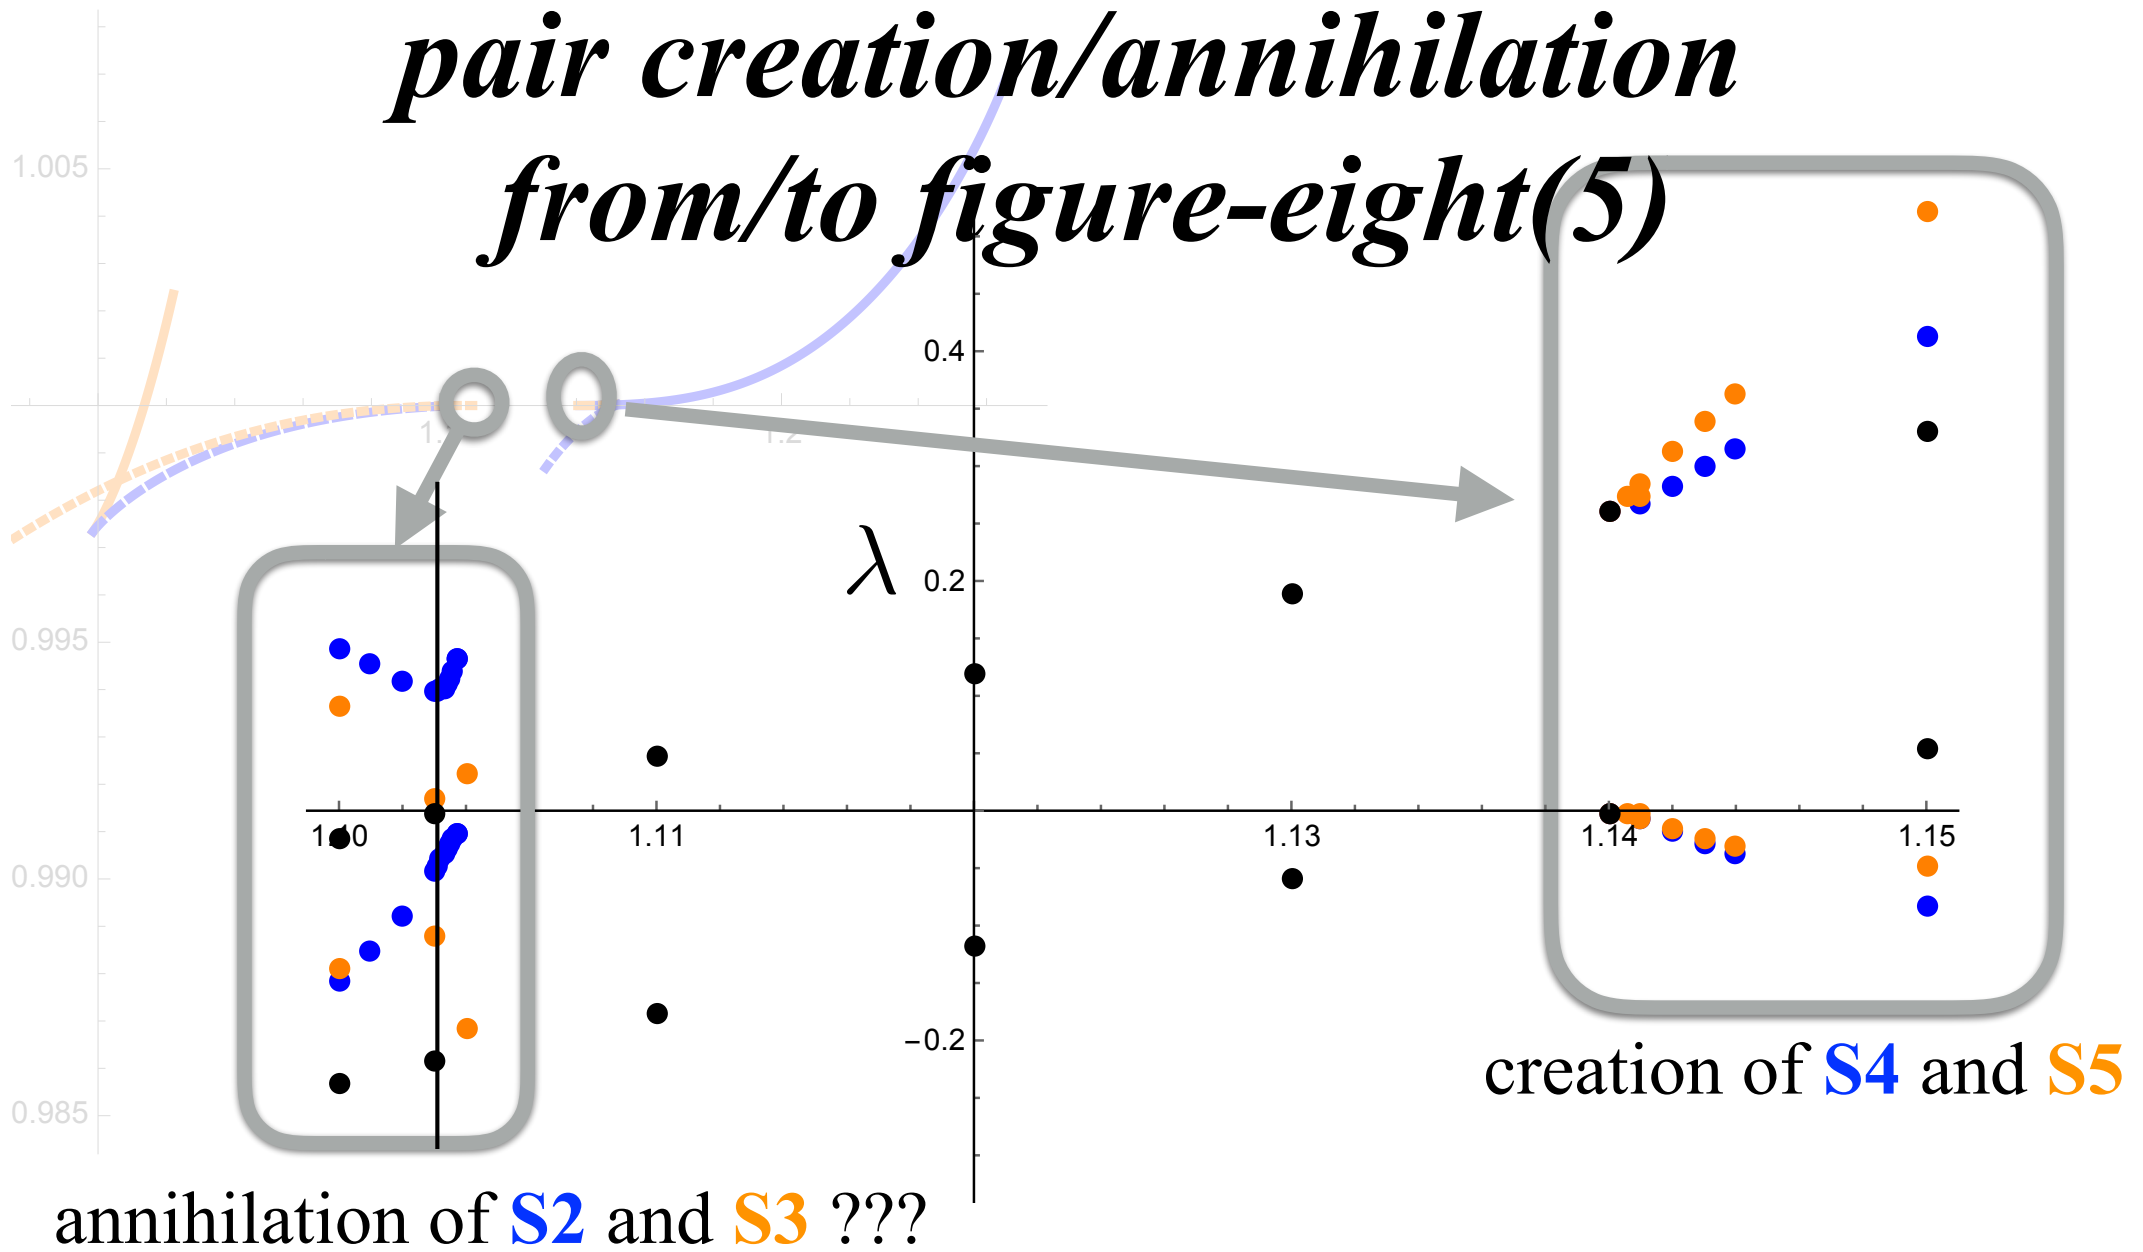 pair creation/annihilation
from/to figure-eight(5)
1.005
0.4
1.2
λ
0.2
0.995
1.10
1.11
1.13
1.14
1.15
0.990
−0.2
creation of S4 and S5
0.985
annihilation of S2 and S3 ???